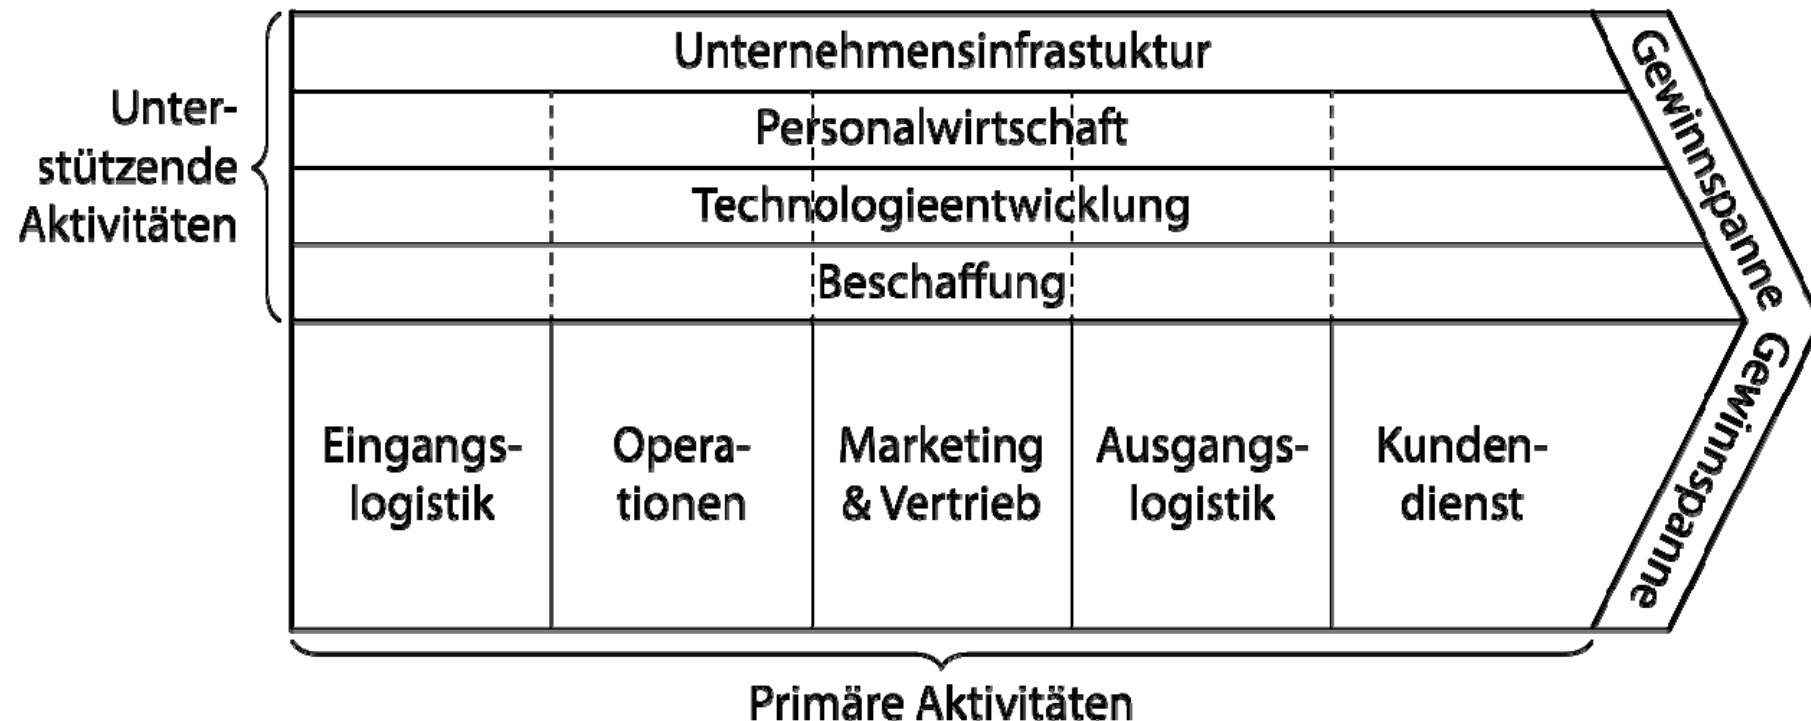 Unternehmensinfrastuktur
Unter-
stützende
Aktivitäten
Personalwirtschaft
Technologieentwicklung
Beschaffung
Gewinnspanne
Gewinnspanne
Eingangs-
logistik
Opera-
tionen
Marketing
& Vertrieb
Ausgangs-
logistik
Kunden-
dienst
Primäre Aktivitäten